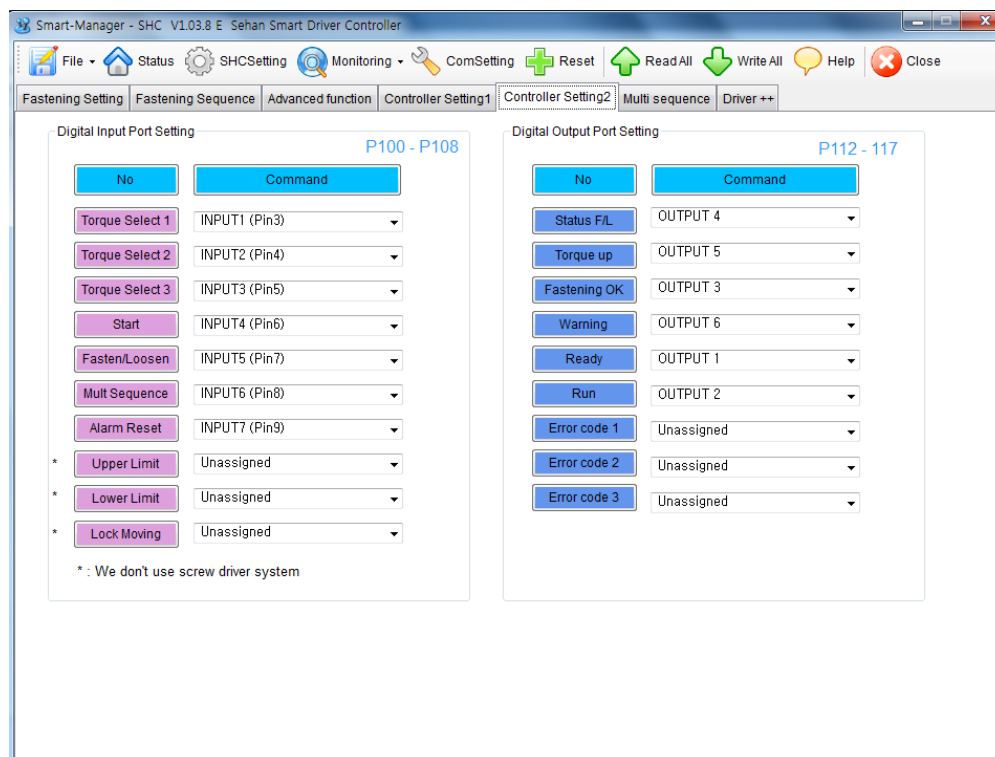 Smart-Manager - SHC V1.03.8 E Sehan Smart Driver Controller
File Status SHCSetting Monitoring ComSetting Reset Read All Write All Help Close
Fastening Setting Fastening Sequence Advanced function Controller Setting1 Controller Setting2 Multi sequence Driver ++
Digital Input Port Setting
P100 - P108
No Command
Torque Select 1 INPUT1 (Pin3)
Torque Select 2 INPUT2 (Pin4)
Torque Select 3 INPUT3 (Pin5)
Start INPUT4 (Pin6)
Fasten/Loosen INPUT5 (Pin7)
Mult Sequence INPUT6 (Pin8)
Alarm Reset INPUT7 (Pin9)
* Upper Limit Unassigned
* Lower Limit Unassigned
* Lock Moving Unassigned
* : We don't use screw driver system
Digital Output Port Setting
P112 - 117
No Command
Status F/L OUTPUT 4
Torque up OUTPUT 5
Fastening OK OUTPUT 3
Warning OUTPUT 6
Ready OUTPUT 1
Run OUTPUT 2
Error code 1 Unassigned
Error code 2 Unassigned
Error code 3 Unassigned